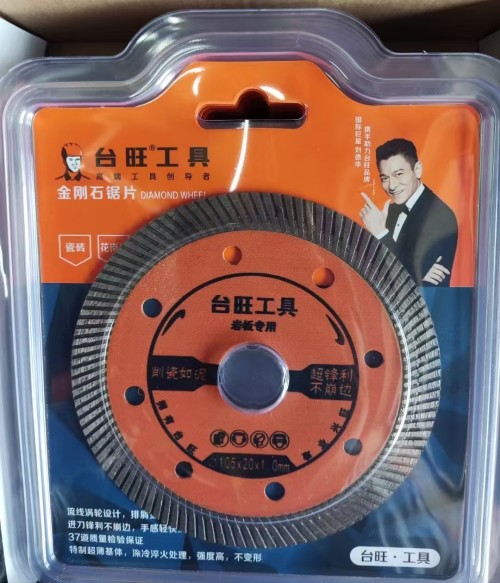 台旺®工具
高端工具创导者
金刚石锯片 DIAMOND WHEEL
携手助力台旺品牌
国际巨星 刘德华
瓷砖
台旺工具
岩板专用
削瓷如泥
超锋利
不崩边
105x20x1.0mm
流线涡轮设计，排屑
进刀锋利不崩边，手感轻快
37道质量检验保证
特制超薄基体，深冷淬火处理，强度高，不变形
台旺·工具